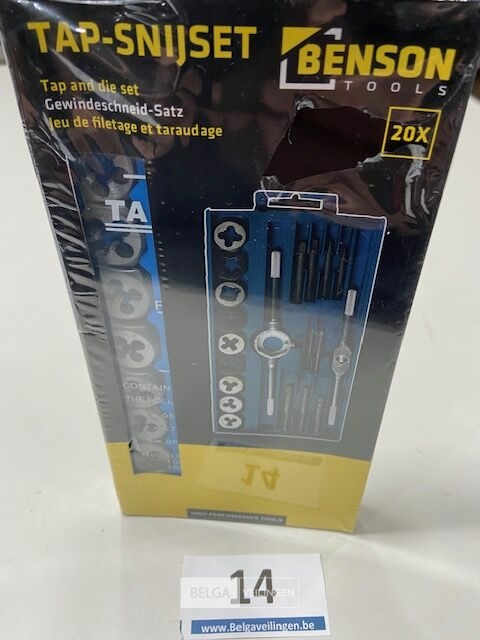 TAP-SNIJSET
BENSON
TOOLS
Tap and die set
Gewindeschneid-Satz
Jeu de filetage et taraudage
20X
TA
CONTAIN
THE FOLL
14
HIGH PERFORMANCE TOOLS
BELGA VEILINGEN
14
www.Belgaveilingen.be